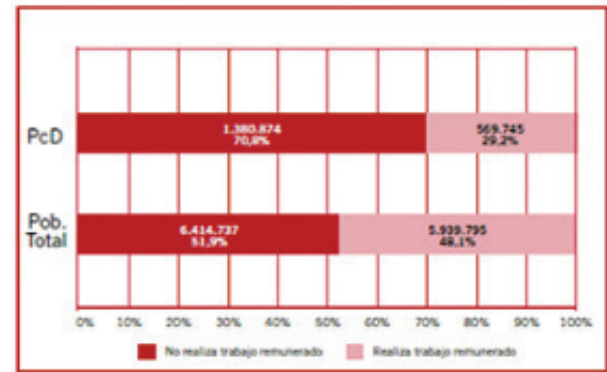 PcD
1.380.874
70,8%
569.745
29,2%
Pob.
Total
6.414.737
51,9%
5.939.795
48,1%
0% 10% 20% 30% 40% 50% 60% 70% 80% 90% 100%
No realiza trabajo remunerado Realiza trabajo remunerado